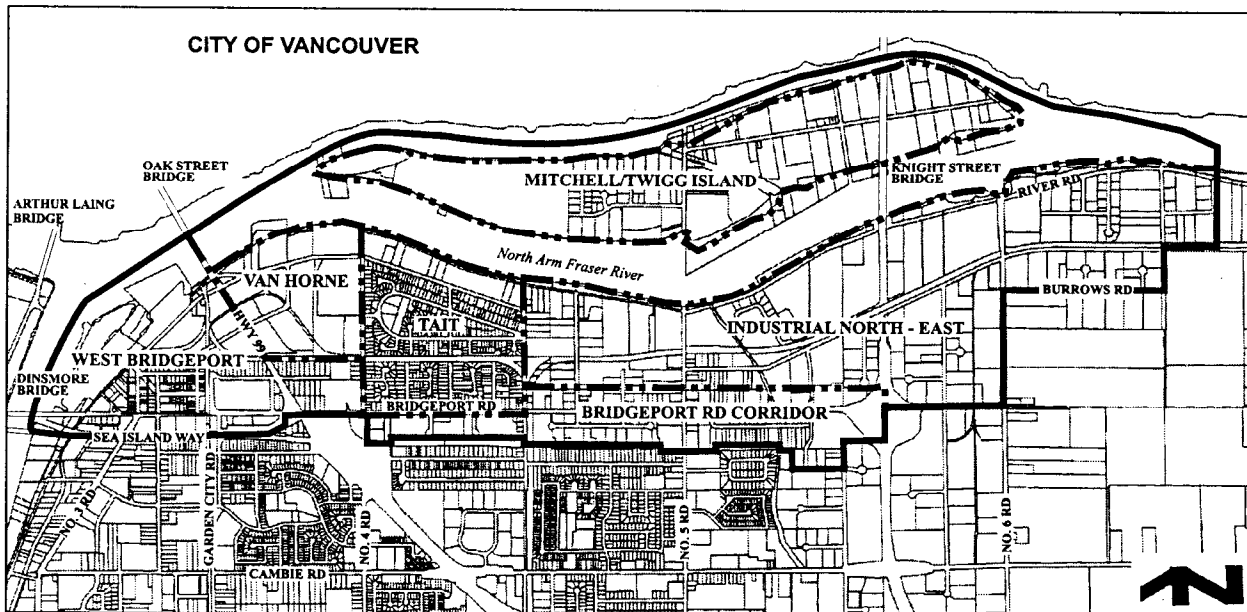 CITY OF VANCOUVER
OAK STREET
BRIDGE
ARTHUR LAING
BRIDGE
MITCHELL/TWIGG ISLAND
KNIGHT STREET
BRIDGE
RIVER RD
North Arm Fraser River
VAN HORNE
HWY 99
TAIT
BURROWS RD
INDUSTRIAL NORTH - EAST
WEST BRIDGEPORT
DINSMORE
BRIDGE
BRIDGEPORT RD
BRIDGEPORT RD CORRIDOR
SEA ISLAND WAY
NO. 3 RD
GARDEN CITY RD
NO. 4 RD
NO. 5 RD
NO. 6 RD
CAMBIE RD
N